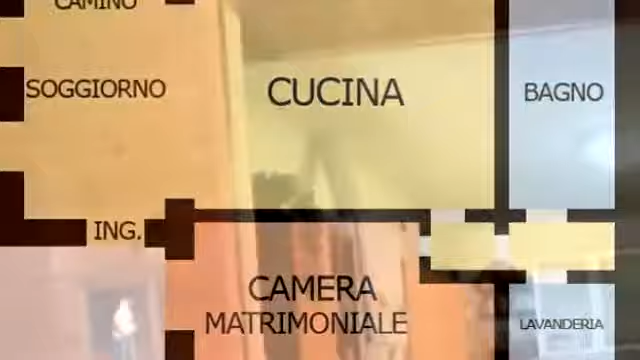 CAMINO
SOGGIORNO
CUCINA
BAGNO
ING.
CAMERA
MATRIMONIALE
LAVANDERIA